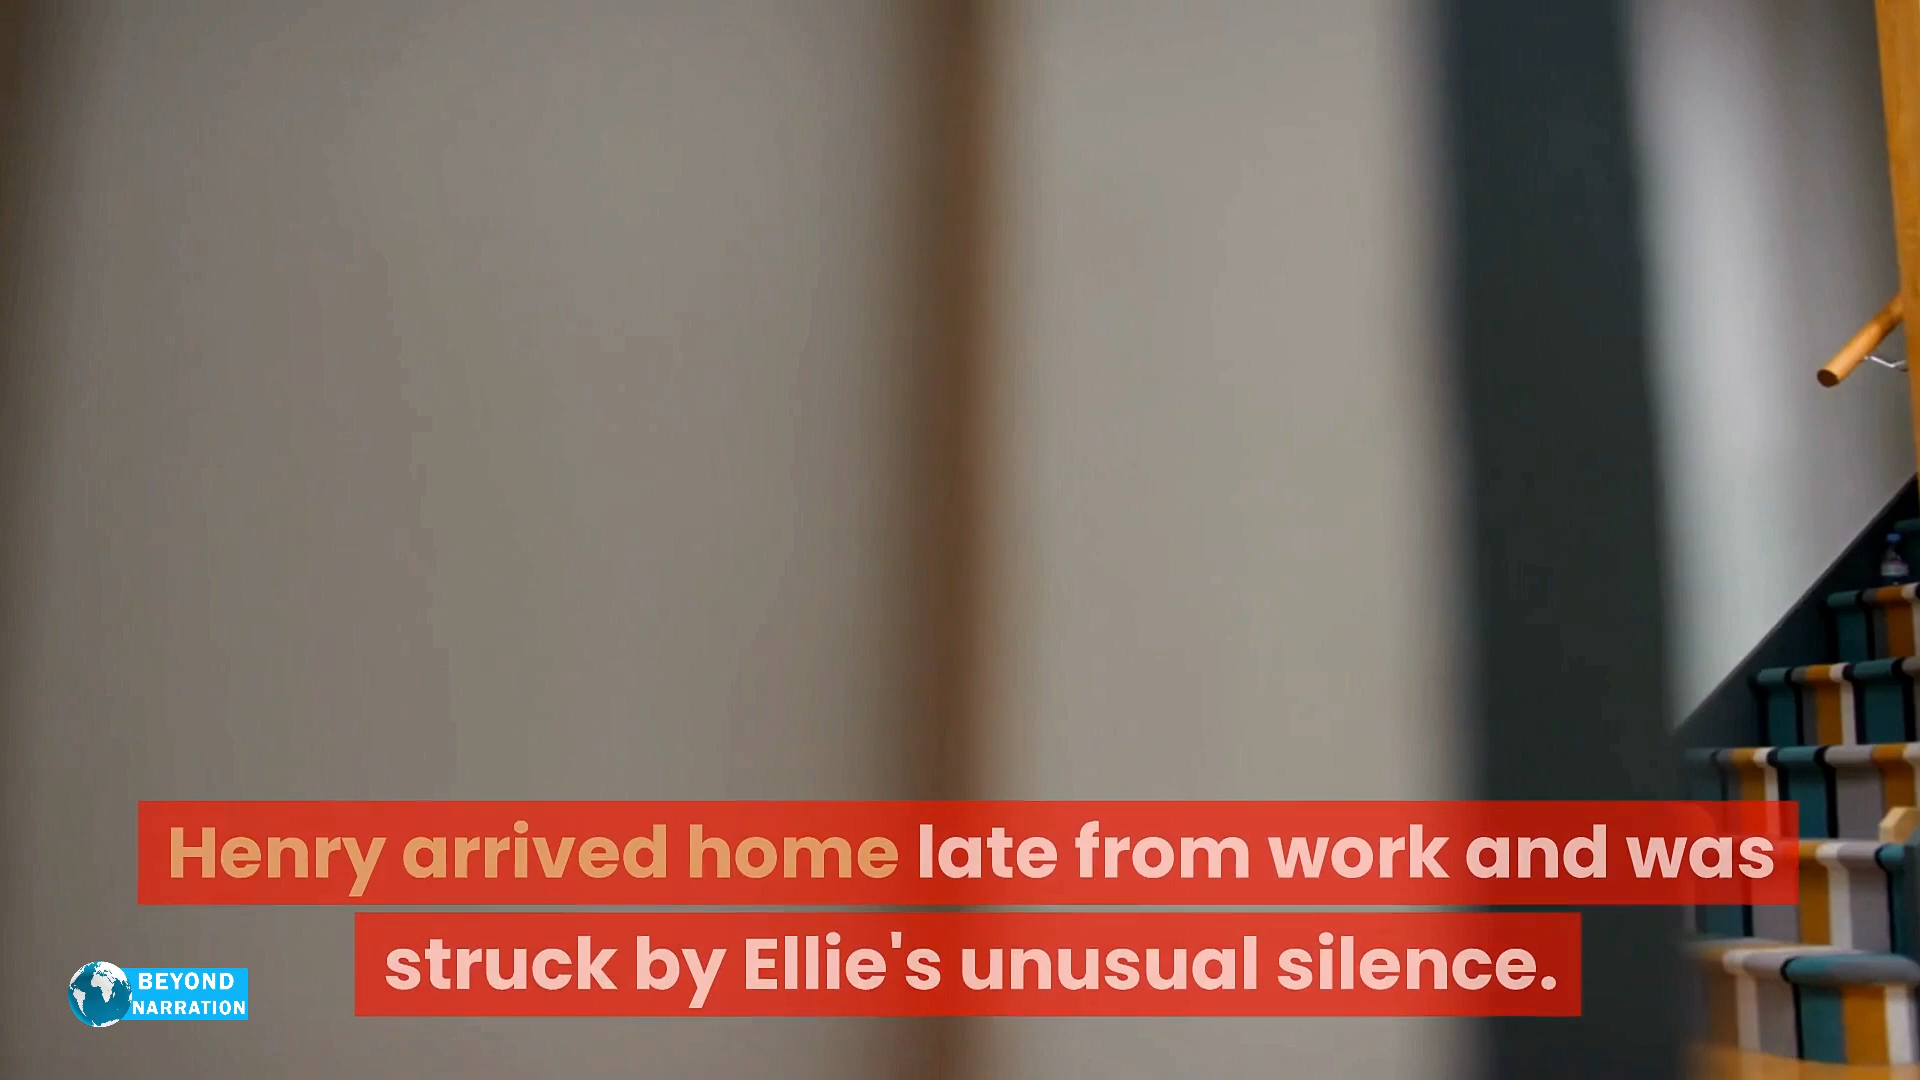 Henry arrived home late from work and was
struck by Ellie's unusual silence.
BEYOND
NARRATION